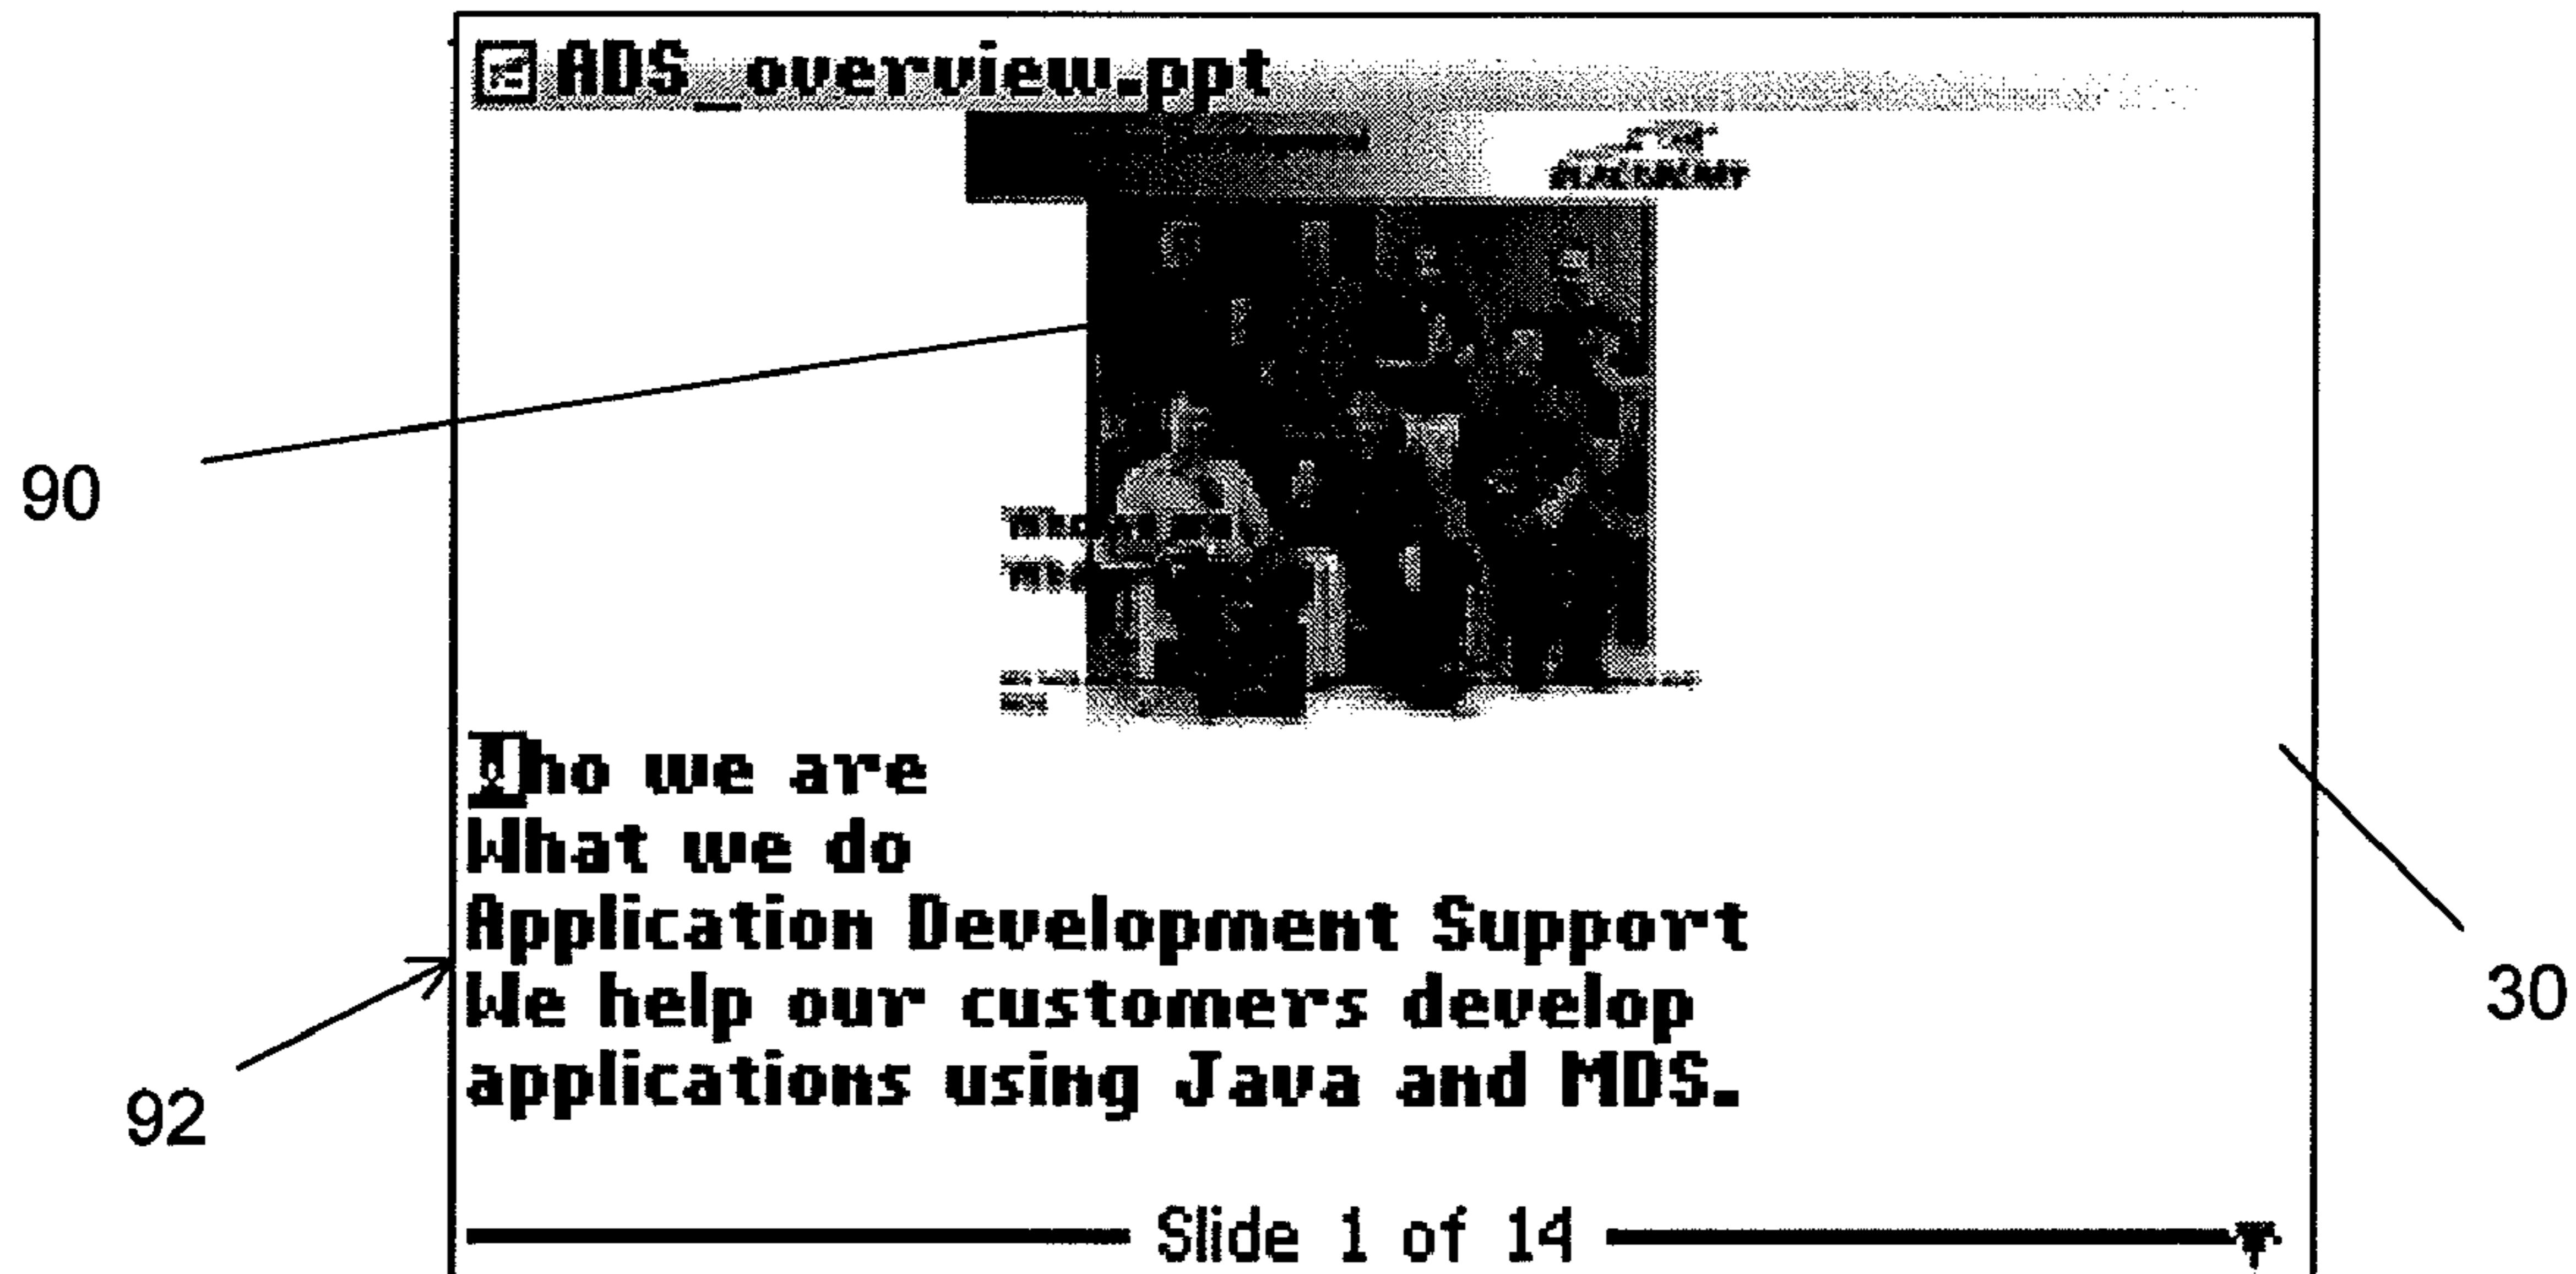 ADS_overview.ppt
90
Who we are
What we do
Application Development Support
We help our customers develop
30
applications using Java and MDS.
92
Slide 1 of 14